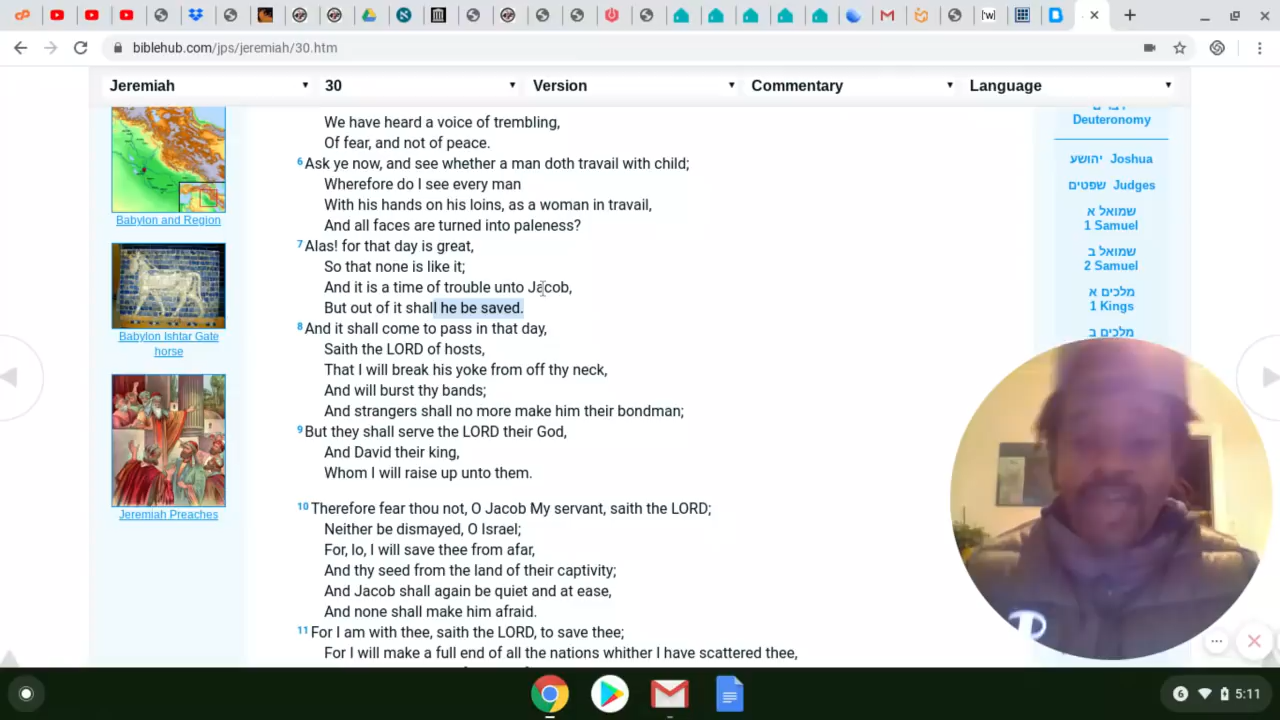 biblehub.com/jps/jeremiah/30.htm
Jeremiah
30
Version
Commentary
Language
Babylon and Region
Babylon Ishtar Gate
horse
Jeremiah Preaches
We have heard a voice of trembling,
Of fear, and not of peace.
6 Ask ye now, and see whether a man doth travail with child;
Wherefore do I see every man
With his hands on his loins, as a woman in travail,
And all faces are turned into paleness?
7 Alas! for that day is great,
So that none is like it;
And it is a time of trouble unto Jacob,
But out of it shall he be saved.
8 And it shall come to pass in that day,
Saith the LORD of hosts,
That I will break his yoke from off thy neck,
And will burst thy bands;
And strangers shall no more make him their bondman;
9 But they shall serve the LORD their God,
And David their king,
Whom I will raise up unto them.
10 Therefore fear thou not, O Jacob My servant, saith the LORD;
Neither be dismayed, O Israel;
For, lo, I will save thee from afar,
And thy seed from the land of their captivity;
And Jacob shall again be quiet and at ease,
And none shall make him afraid.
11 For I am with thee, saith the LORD, to save thee;
For I will make a full end of all the nations whither I have scattered thee,
Deuteronomy
יהושע Joshua
שפטים Judges
שמואל א
1 Samuel
שמואל ב
2 Samuel
מלכים א
1 Kings
מלכים ב
6
5:11